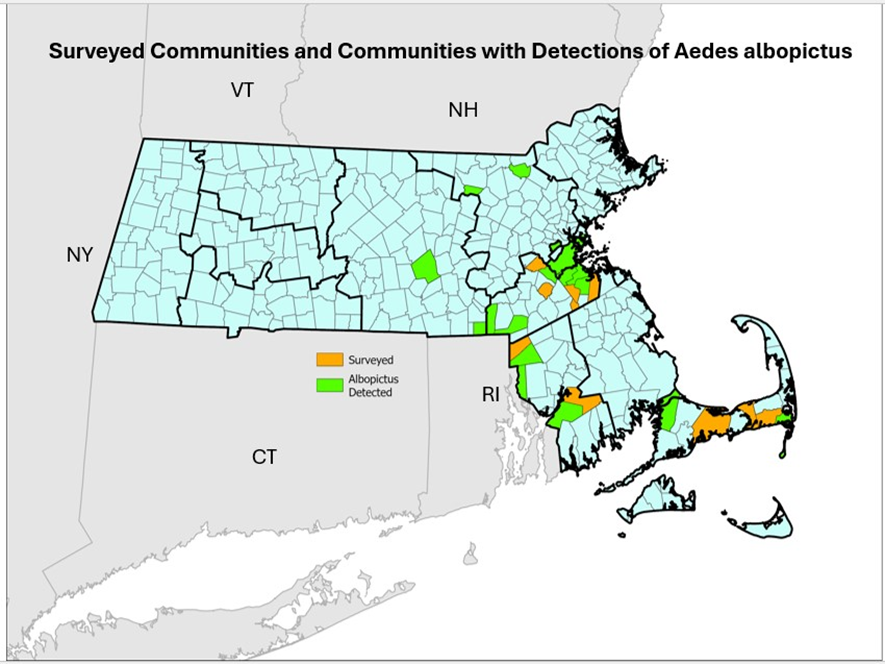 Surveyed Communities and Communities with Detections of Aedes albopictus
VT
NH
NY
Surveyed
Albopictus
Detected
RI
CT